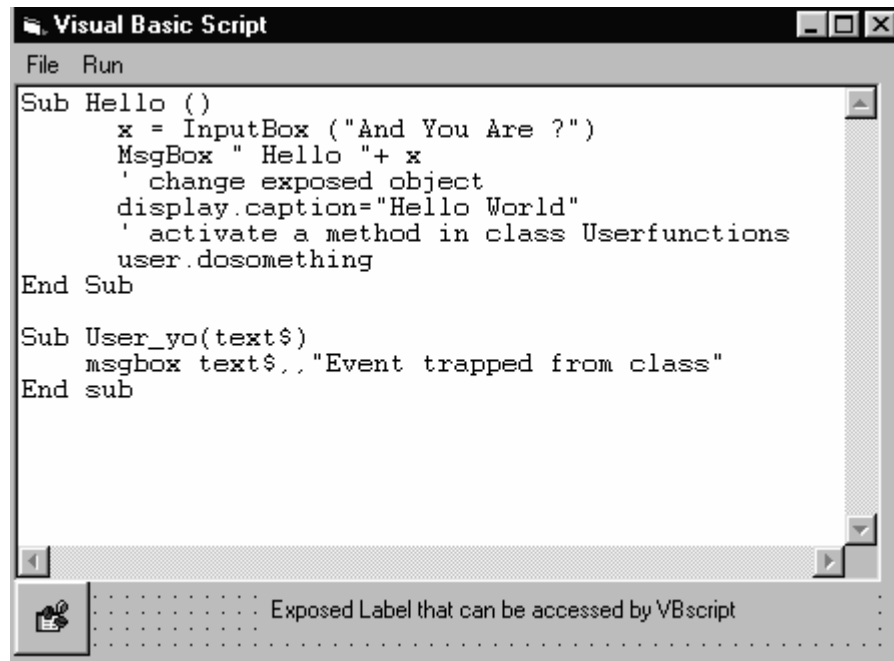 Visual Basic Script
File Run
Sub Hello ()
x = InputBox ("And You Are ?")
MsgBox " Hello "+ x
' change exposed object
display.caption="Hello World"
' activate a method in class Userfunctions
user.dosomething
End Sub
Sub User_yo(text$)
msgbox text$,,"Event trapped from class"
End sub
Exposed Label that can be accessed by VBscript